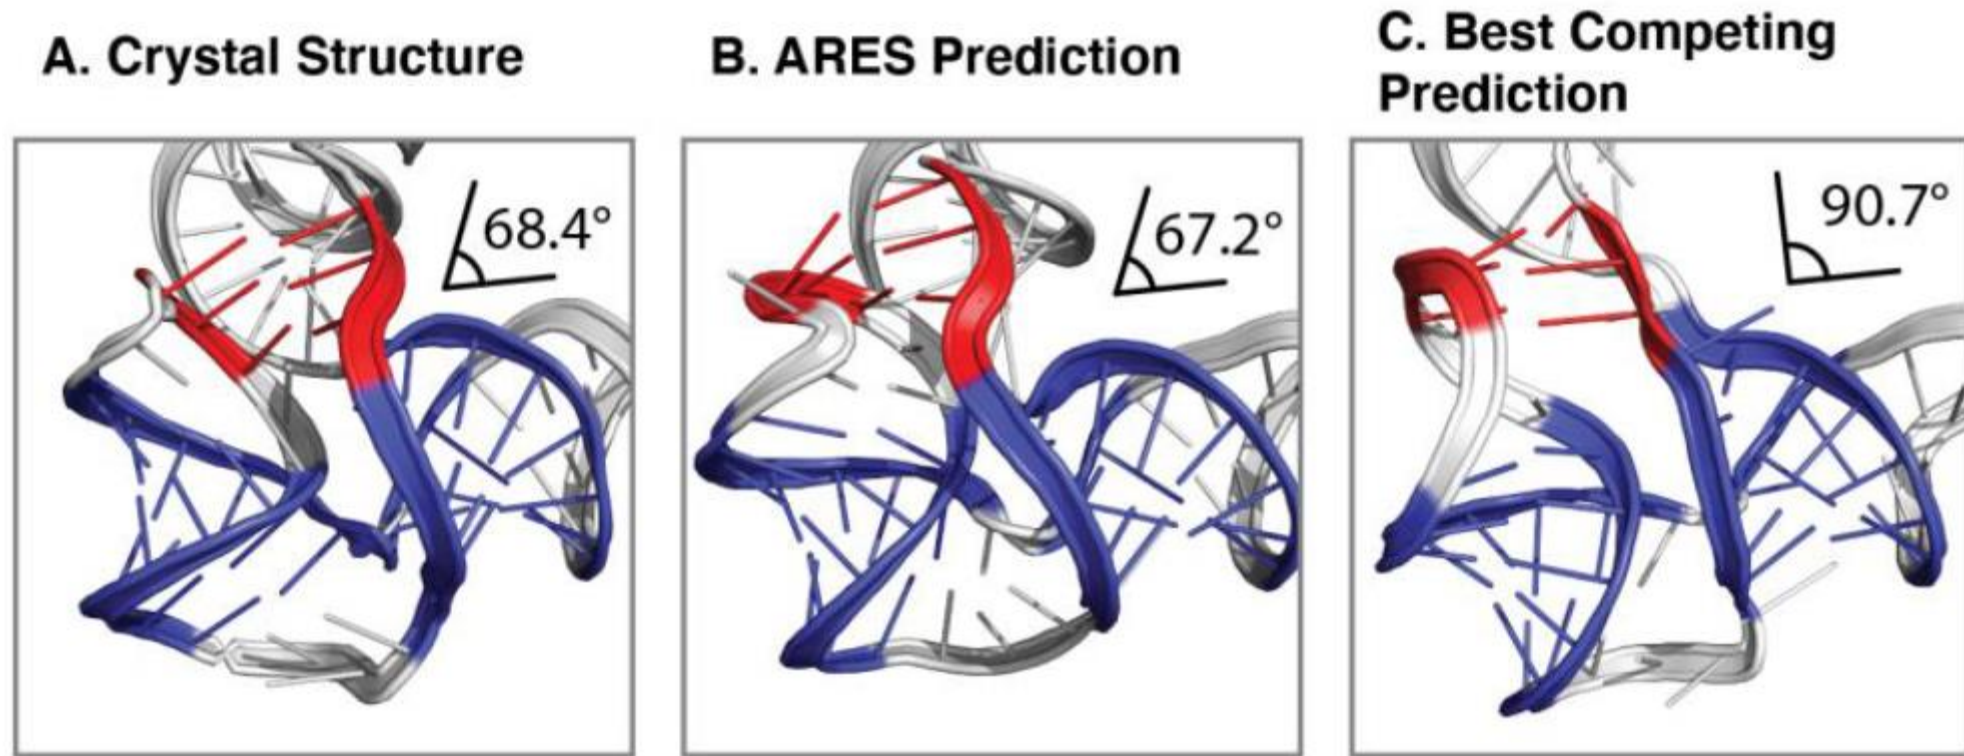 A. Crystal Structure
B. ARES Prediction
C. Best Competing
Prediction
68.4°
67.2°
90.7°